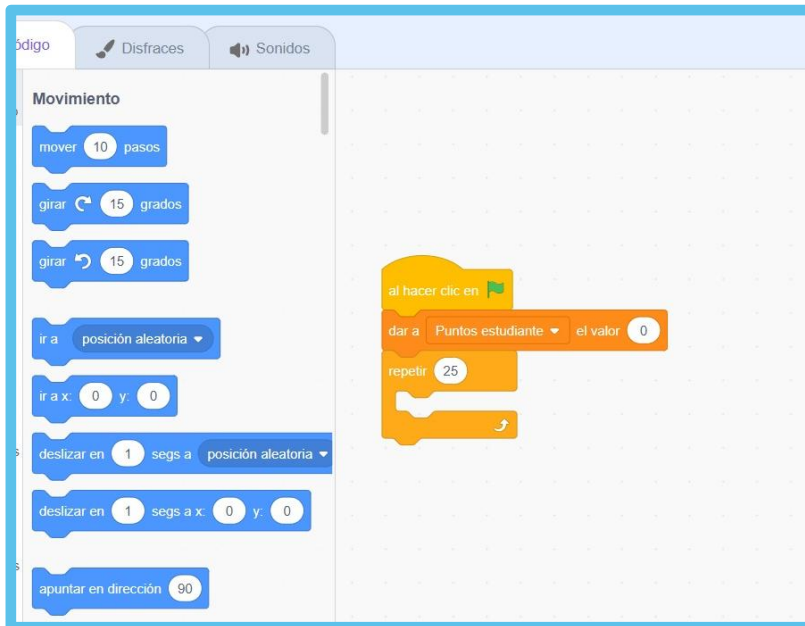 ódigo
Disfraces
Sonidos
Movimiento
mover 10 pasos
girar 15 grados
girar 15 grados
ir a posición aleatoria
ir a x: 0 y: 0
deslizar en 1 segs a posición aleatoria
deslizar en 1 segs a x: 0 y: 0
apuntar en dirección 90
al hacer clic en
dar a Puntos estudiante el valor 0
repetir 25